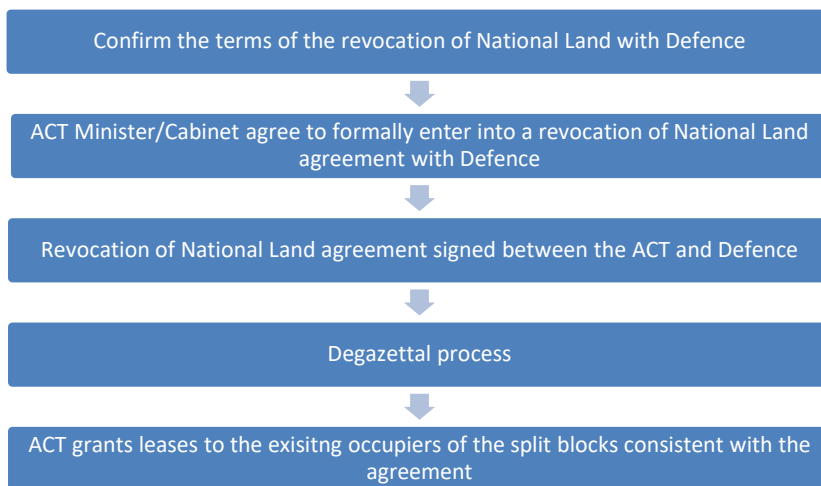 Confirm the terms of the revocation of National Land with Defence
ACT Minister/Cabinet agree to formally enter into a revocation of National Land
agreement with Defence
Revocation of National Land agreement signed between the ACT and Defence
Degazettal process
ACT grants leases to the exisitng occupiers of the split blocks consistent with the
agreement